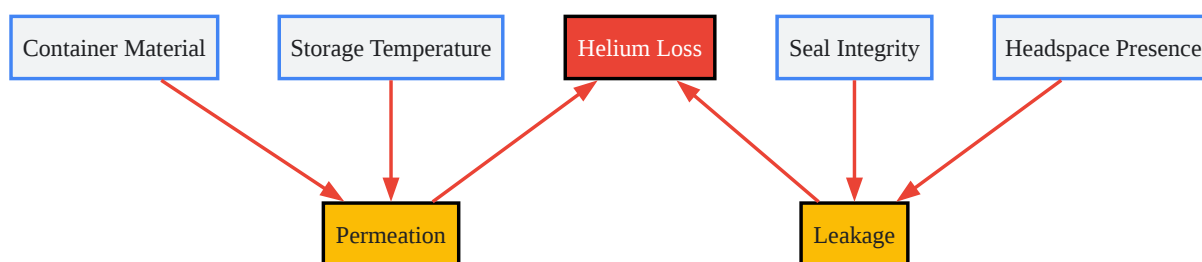 Container Material
Storage Temperature
Helium Loss
Seal Integrity
Headspace Presence
Permeation
Leakage